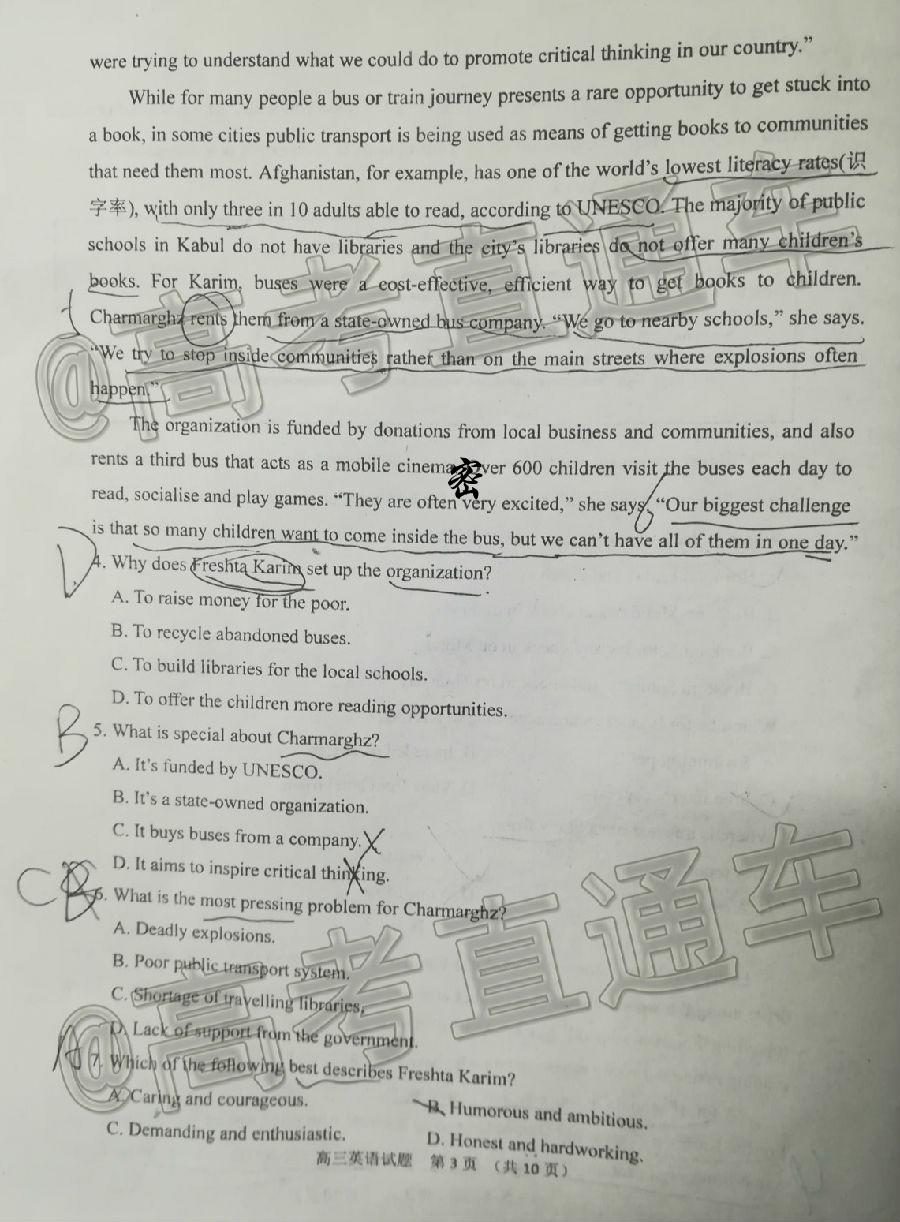 were trying to understand what we could do to promote critical thinking in our country.”
While for many people a bus or train journey presents a rare opportunity to get stuck into
a book, in some cities public transport is being used as means of getting books to communities
that need them most. Afghanistan, for example, has one of the world's lowest literacy rates(识
字率), with only three in 10 adults able to read, according to UNESCO. The majority of public
schools in Kabul do not have libraries and the city's libraries do not offer many children's
books. For Karim, buses were a cost-effective, efficient way to get books to children.
Charmarghz rents them from a state-owned bus company. “We go to nearby schools,” she says.
“We try to stop inside communities rather than on the main streets where explosions often
happen.”
The organization is funded by donations from local business and communities, and also
rents a third bus that acts as a mobile cinema. Over 600 children visit the buses each day to
密
read, socialise and play games. “They are often very excited,” she says. “Our biggest challenge
is that so many children want to come inside the bus, but we can't have all of them in one day.”
D
4. Why does Freshta Karim set up the organization?
A. To raise money for the poor.
B. To recycle abandoned buses.
C. To build libraries for the local schools.
D. To offer the children more reading opportunities.
B
5. What is special about Charmarghz?
A. It's funded by UNESCO.
B. It's a state-owned organization.
C. It buys buses from a company.
D. It aims to inspire critical thinking.
C
6. What is the most pressing problem for Charmarghz?
A. Deadly explosions.
B. Poor public transport system.
C. Shortage of travelling libraries.
D. Lack of support from the government.
A
7. Which of the following best describes Freshta Karim?
A. Caring and courageous.
B. Humorous and ambitious.
C. Demanding and enthusiastic.
D. Honest and hardworking.
高三英语试题 第 3 页 (共 10 页)
@高考直通车
@高考直通车